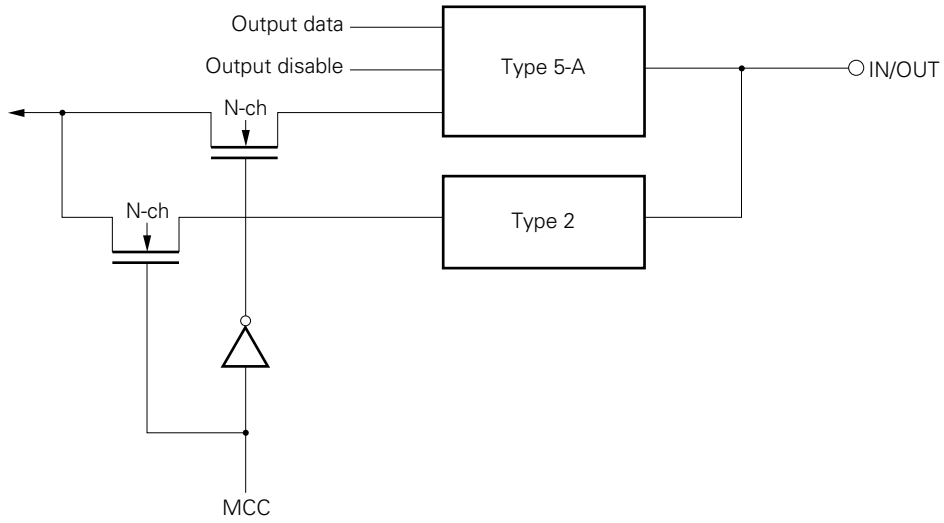 Output data
Output disable
Type 5-A
IN/OUT
N-ch
N-ch
Type 2
MCC